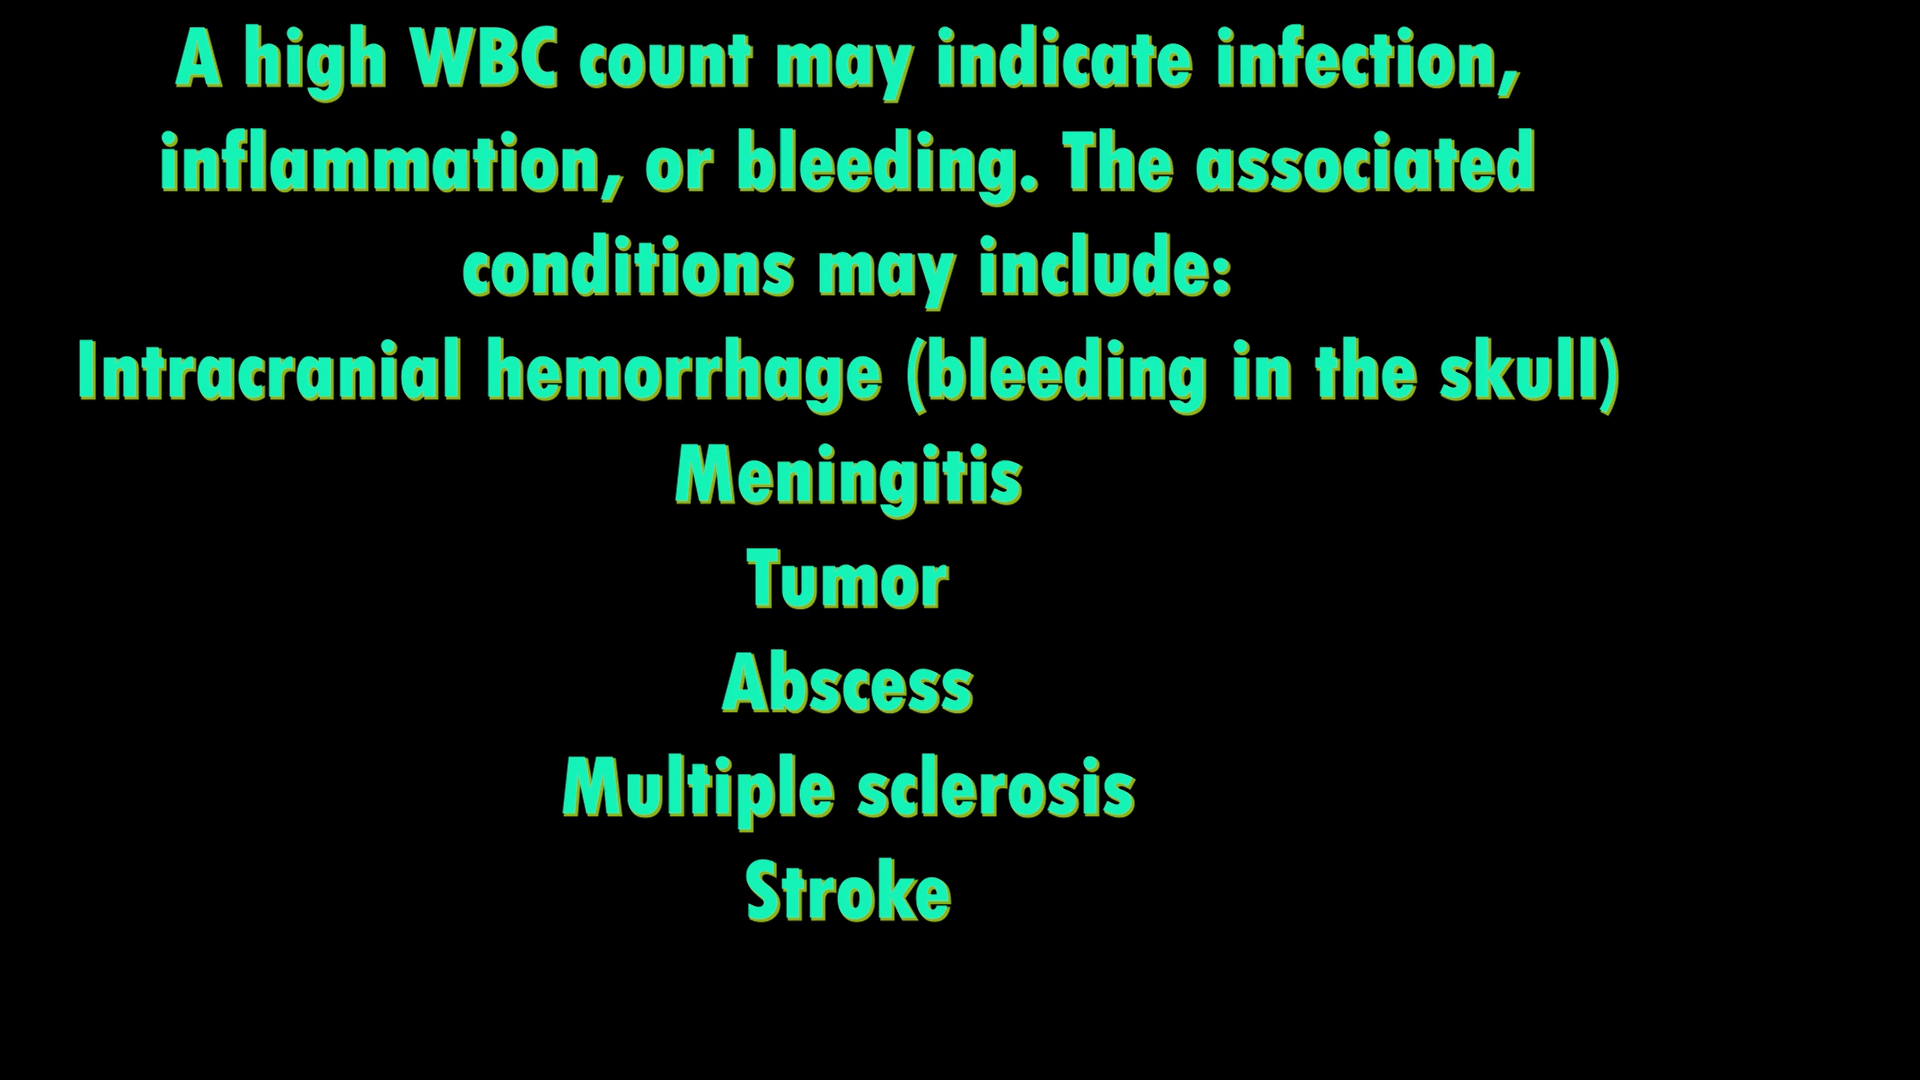 A high WBC count may indicate infection,
inflammation, or bleeding. The associated
conditions may include:
Intracranial hemorrhage (bleeding in the skull)
Meningitis
Tumor
Abscess
Multiple sclerosis
Stroke